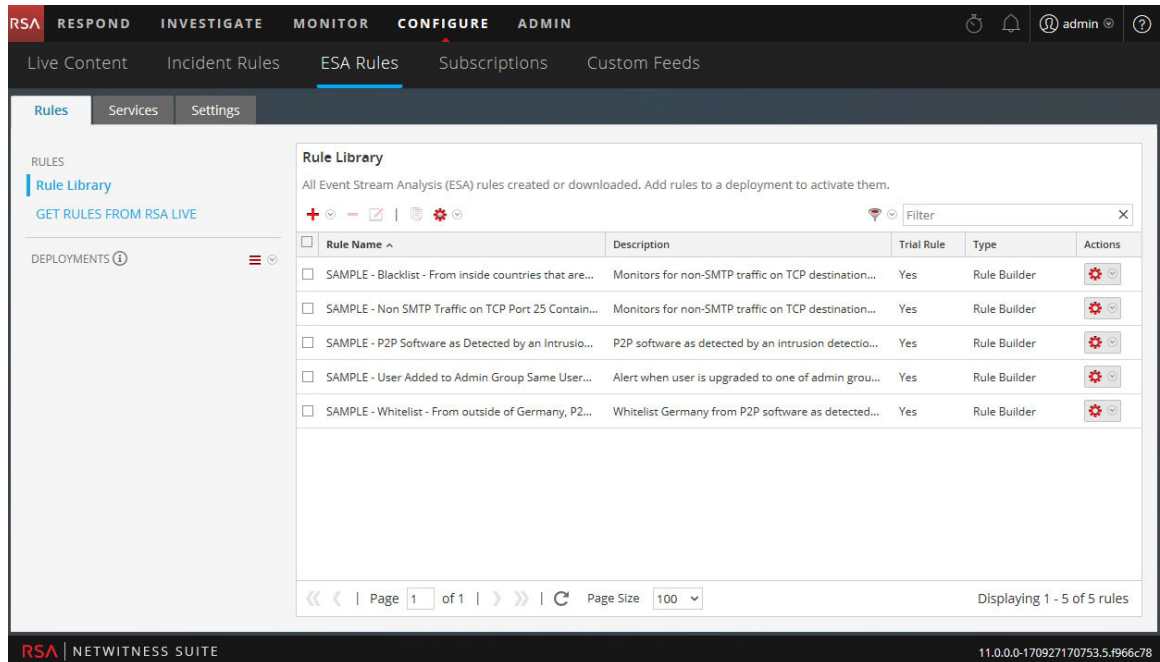 RSA RESPOND INVESTIGATE MONITOR CONFIGURE ADMIN admin
Live Content Incident Rules ESA Rules Subscriptions Custom Feeds
Rules Services Settings
RULES
Rule Library
GET RULES FROM RSA LIVE
DEPLOYMENTS
Rule Library
All Event Stream Analysis (ESA) rules created or downloaded. Add rules to a deployment to activate them.
Filter
Rule Name Description Trial Rule Type Actions
SAMPLE - Blacklist - From inside countries that are... Monitors for non-SMTP traffic on TCP destination... Yes Rule Builder
SAMPLE - Non SMTP Traffic on TCP Port 25 Contain... Monitors for non-SMTP traffic on TCP destination... Yes Rule Builder
SAMPLE - P2P Software as Detected by an Intrusio... P2P software as detected by an intrusion detectio... Yes Rule Builder
SAMPLE - User Added to Admin Group Same User... Alert when user is upgraded to one of admin grou... Yes Rule Builder
SAMPLE - Whitelist - From outside of Germany, P2... Whitelist Germany from P2P software as detected... Yes Rule Builder
Page 1 of 1 Page Size 100 Displaying 1 - 5 of 5 rules
RSA NETWITNESS SUITE 11.0.0.0-170927170753.5.f966c78